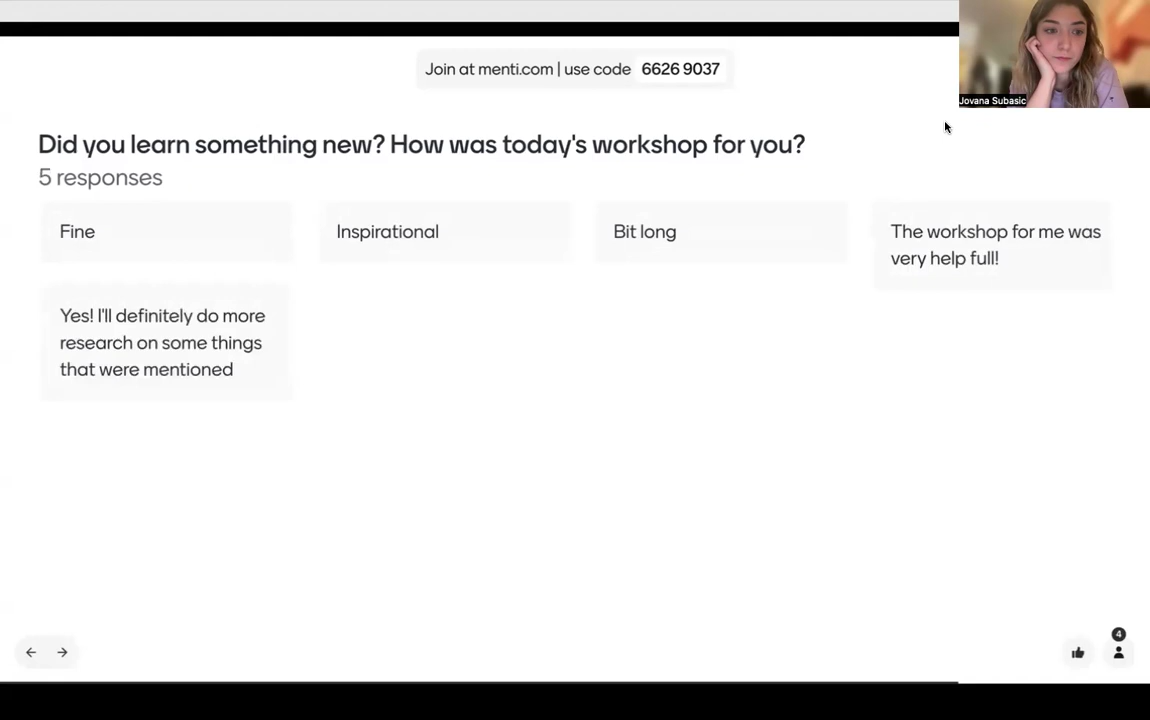 Join at menti.com | use code 6626 9037
Jovana Subasic
Did you learn something new? How was today's workshop for you?
5 responses
Fine
Inspirational
Bit long
The workshop for me was
very help full!
Yes! I'll definitely do more
research on some things
that were mentioned
4